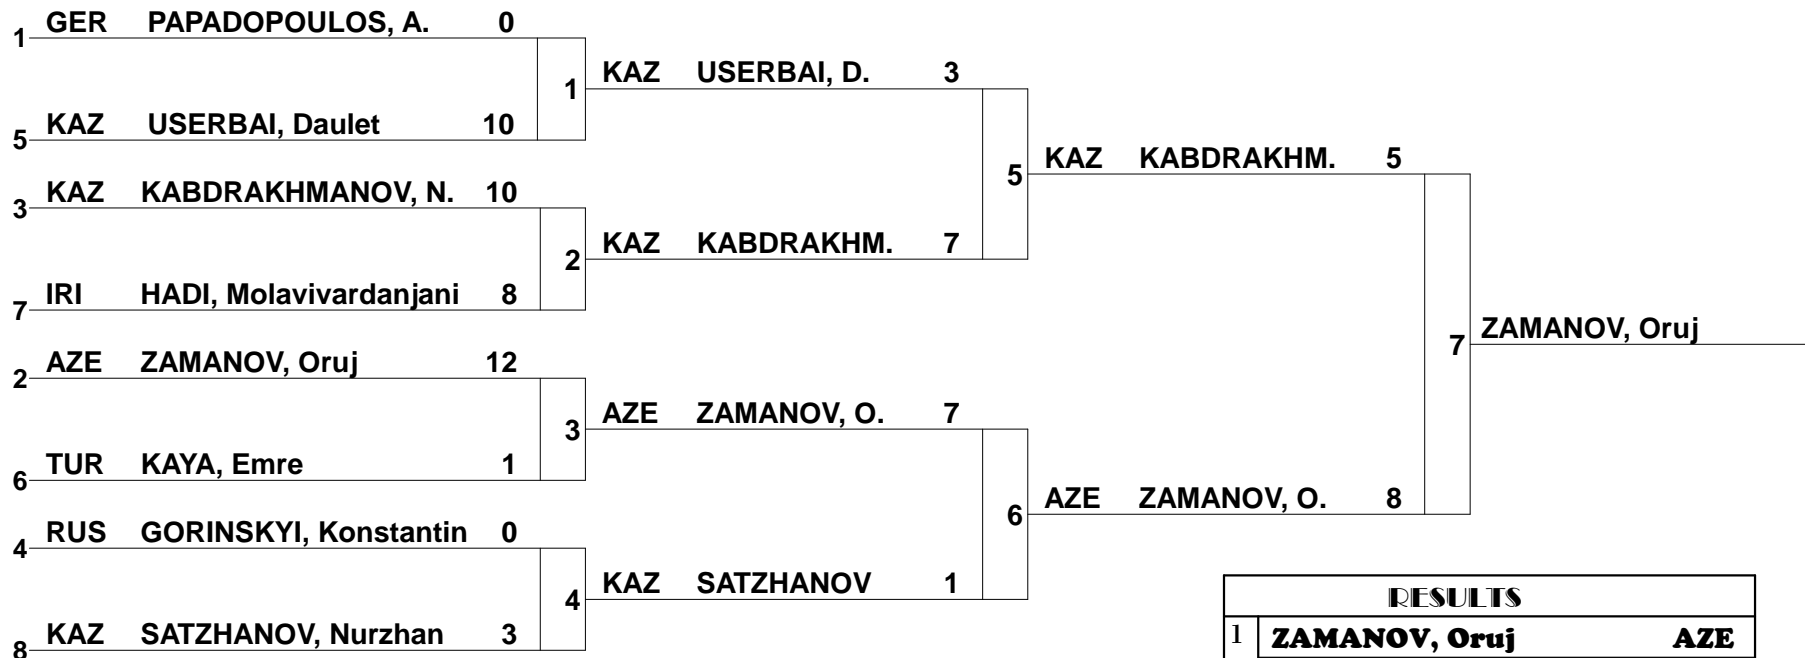 1 GER PAPADOPOULOS, A. 0
1 KAZ USERBAI, D. 3
5 KAZ USERBAI, Daulet 10
5 KAZ KABDRAKHM. 5
3 KAZ KABDRAKHMANOV, N. 10
2 KAZ KABDRAKHM. 7
7 IRI HADI, Molavivardanjani 8
7 ZAMANOV, Oruj
2 AZE ZAMANOV, Oruj 12
3 AZE ZAMANOV, O. 7
6 TUR KAYA, Emre 1
6 AZE ZAMANOV, O. 8
4 RUS GORINSKYI, Konstantin 0
4 KAZ SATZHANOV 1
8 KAZ SATZHANOV, Nurzhan 3
RESULTS
1 ZAMANOV, Oruj AZE